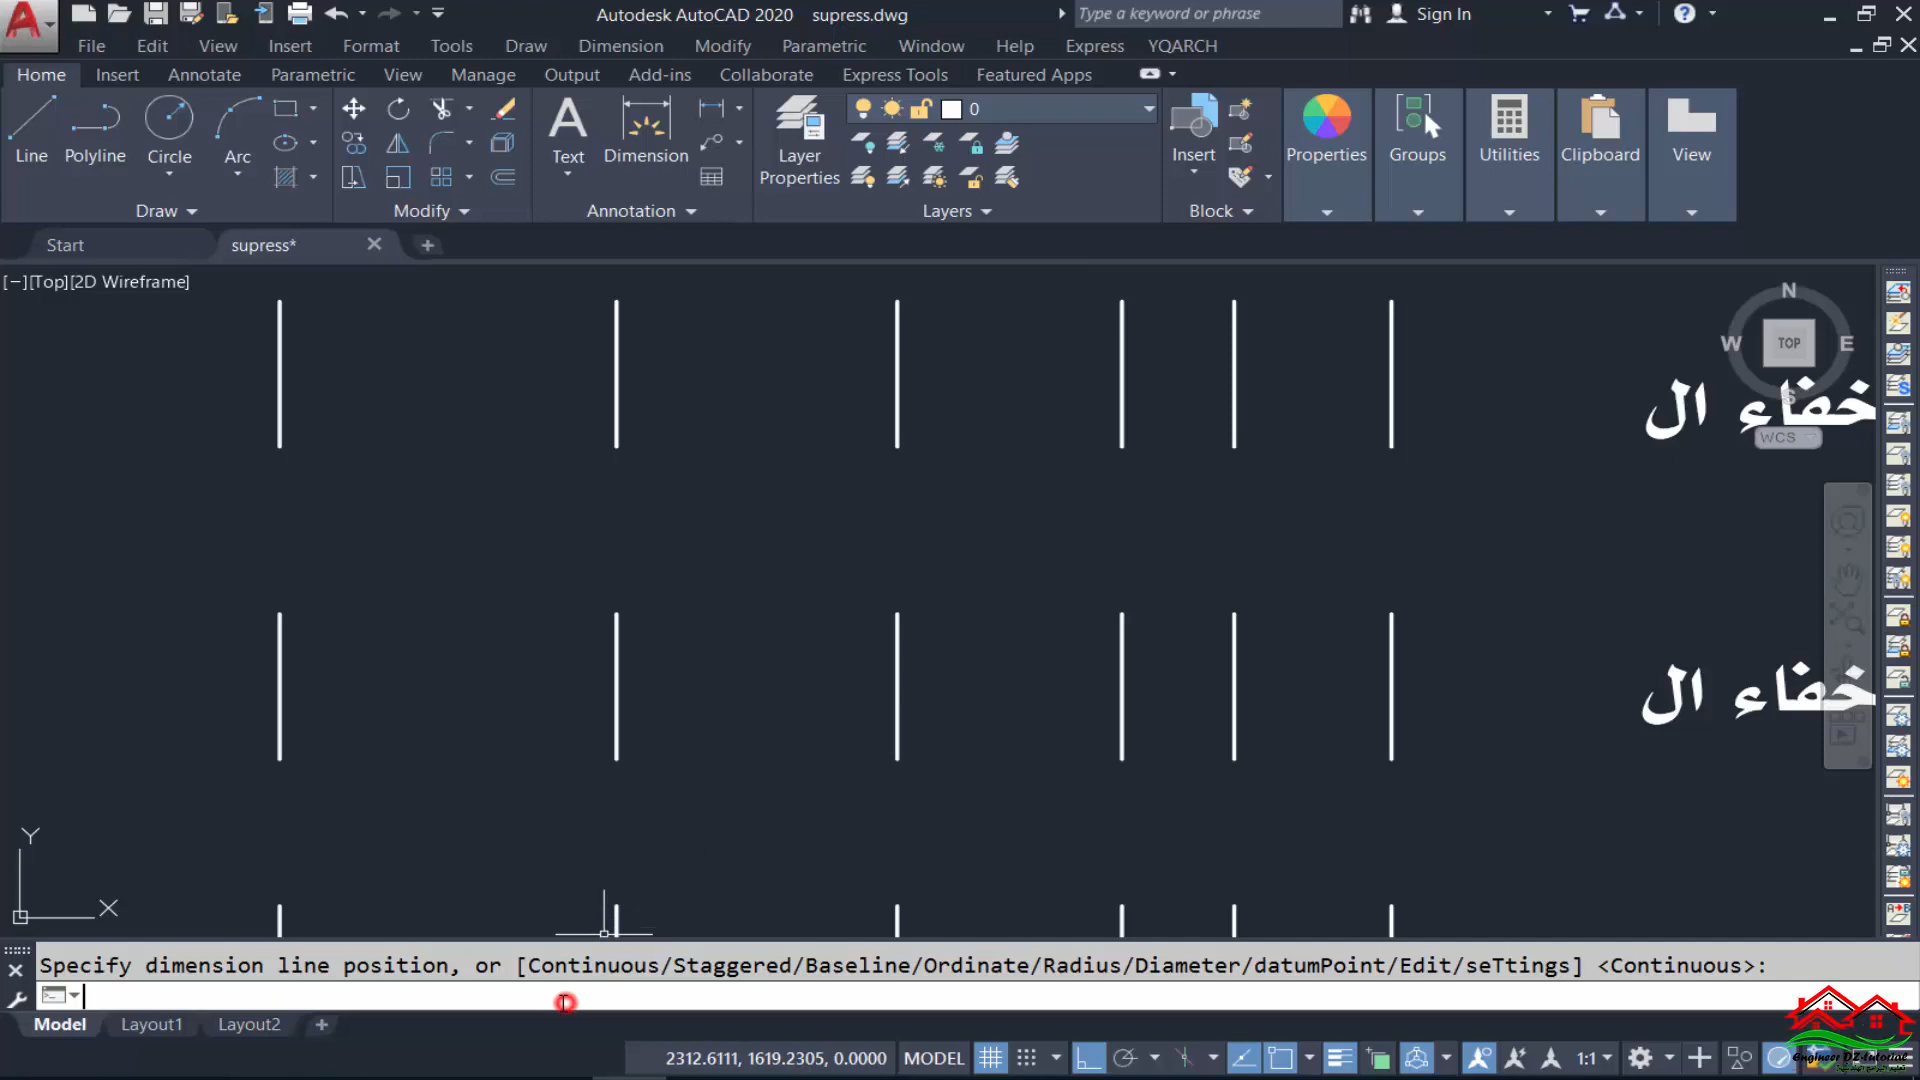 Autodesk AutoCAD 2020 supress.dwg
Type a keyword or phrase
Sign In
File Edit View Insert Format Tools Draw Dimension Modify Parametric Window Help Express YQARCH
Home Insert Annotate Parametric View Manage Output Add-ins Collaborate Express Tools Featured Apps
0
Line Polyline Circle Arc
Text Dimension
Layer Properties
Insert
Properties Groups Utilities Clipboard View
Draw Modify Annotation Layers Block
Start supress*
[−][Top][2D Wireframe]
N
W TOP E
S
خفاء ال
WCS
خفاء ال
Y
X
Specify dimension line position, or [Continuous/Staggered/Baseline/Ordinate/Radius/Diameter/datumPoint/Edit/seTtings] <Continuous>:
Model Layout1 Layout2
2312.6111, 1619.2305, 0.0000 MODEL 1:1
Engineer DZ-tutorial